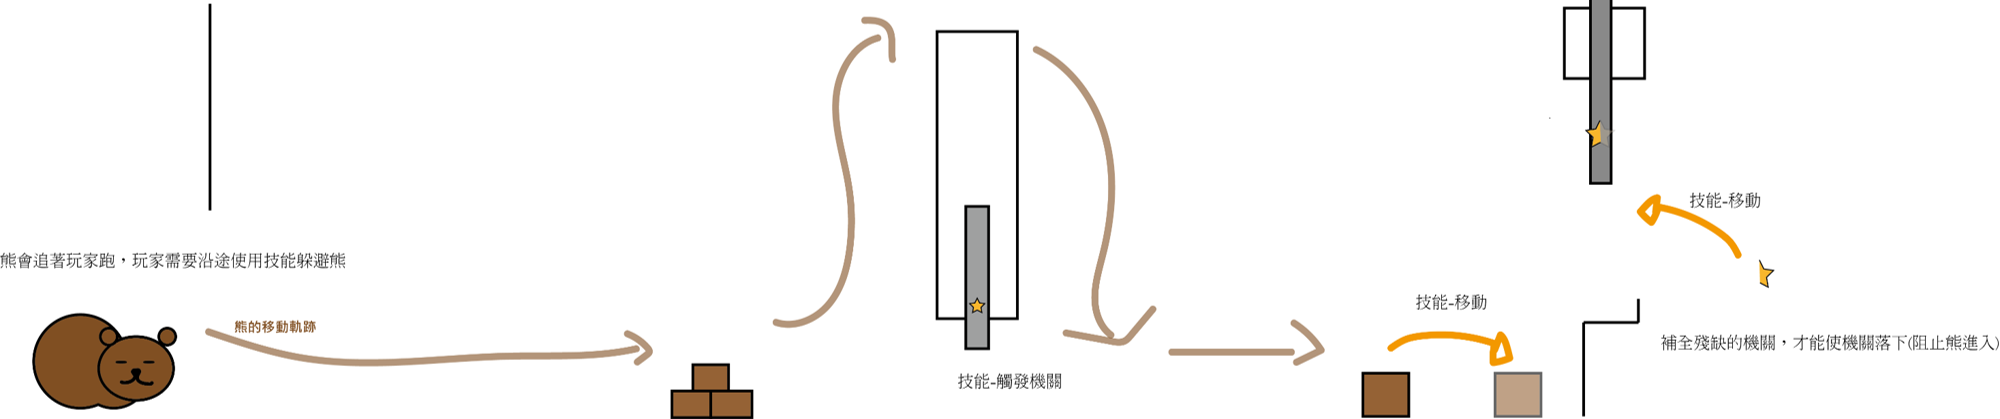 熊會追著玩家跑，玩家需要沿途使用技能躲避熊
熊的移動軌跡
技能-觸發機關
技能-移動
技能-移動
補全殘缺的機關，才能使機關落下(阻止熊進入)